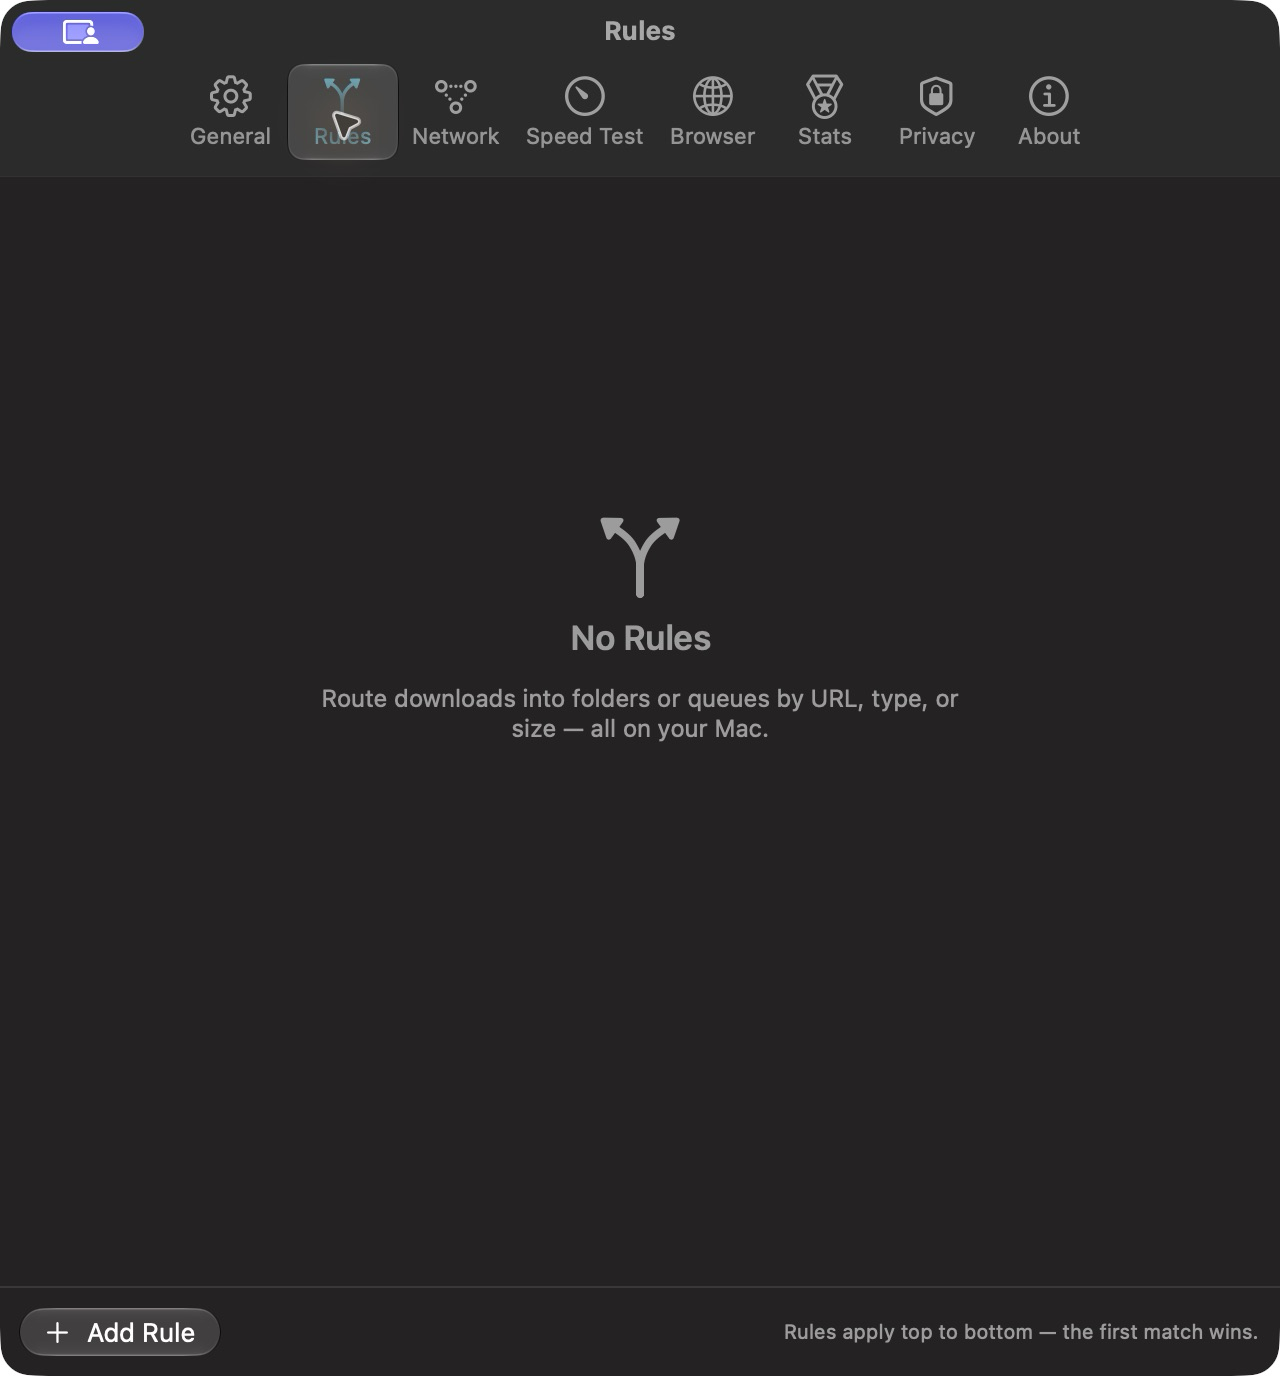 Rules
General
Rules
Network
Speed Test
Browser
Stats
Privacy
About
No Rules
Route downloads into folders or queues by URL, type, or
size — all on your Mac.
Add Rule
Rules apply top to bottom — the first match wins.